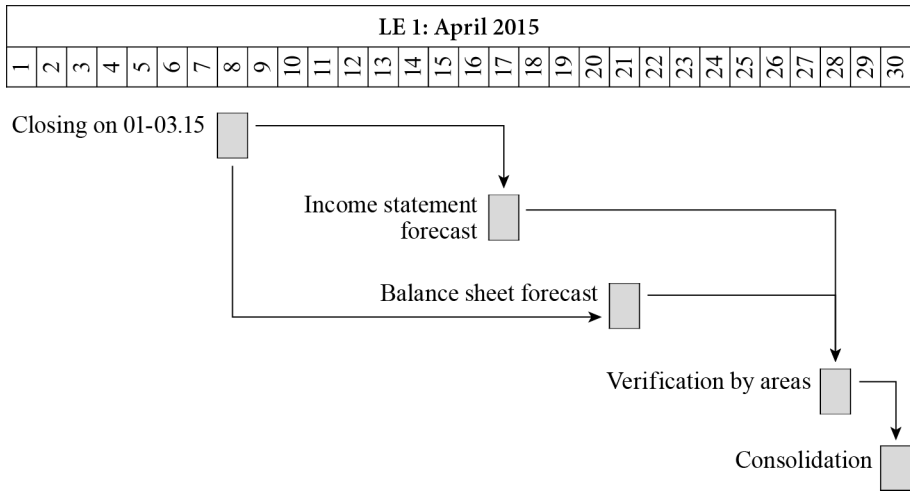 LE 1: April 2015
1 2 3 4 5 6 7 8 9 10 11 12 13 14 15 16 17 18 19 20 21 22 23 24 25 26 27 28 29 30
Closing on 01-03.15
Income statement
forecast
Balance sheet forecast
Verification by areas
Consolidation